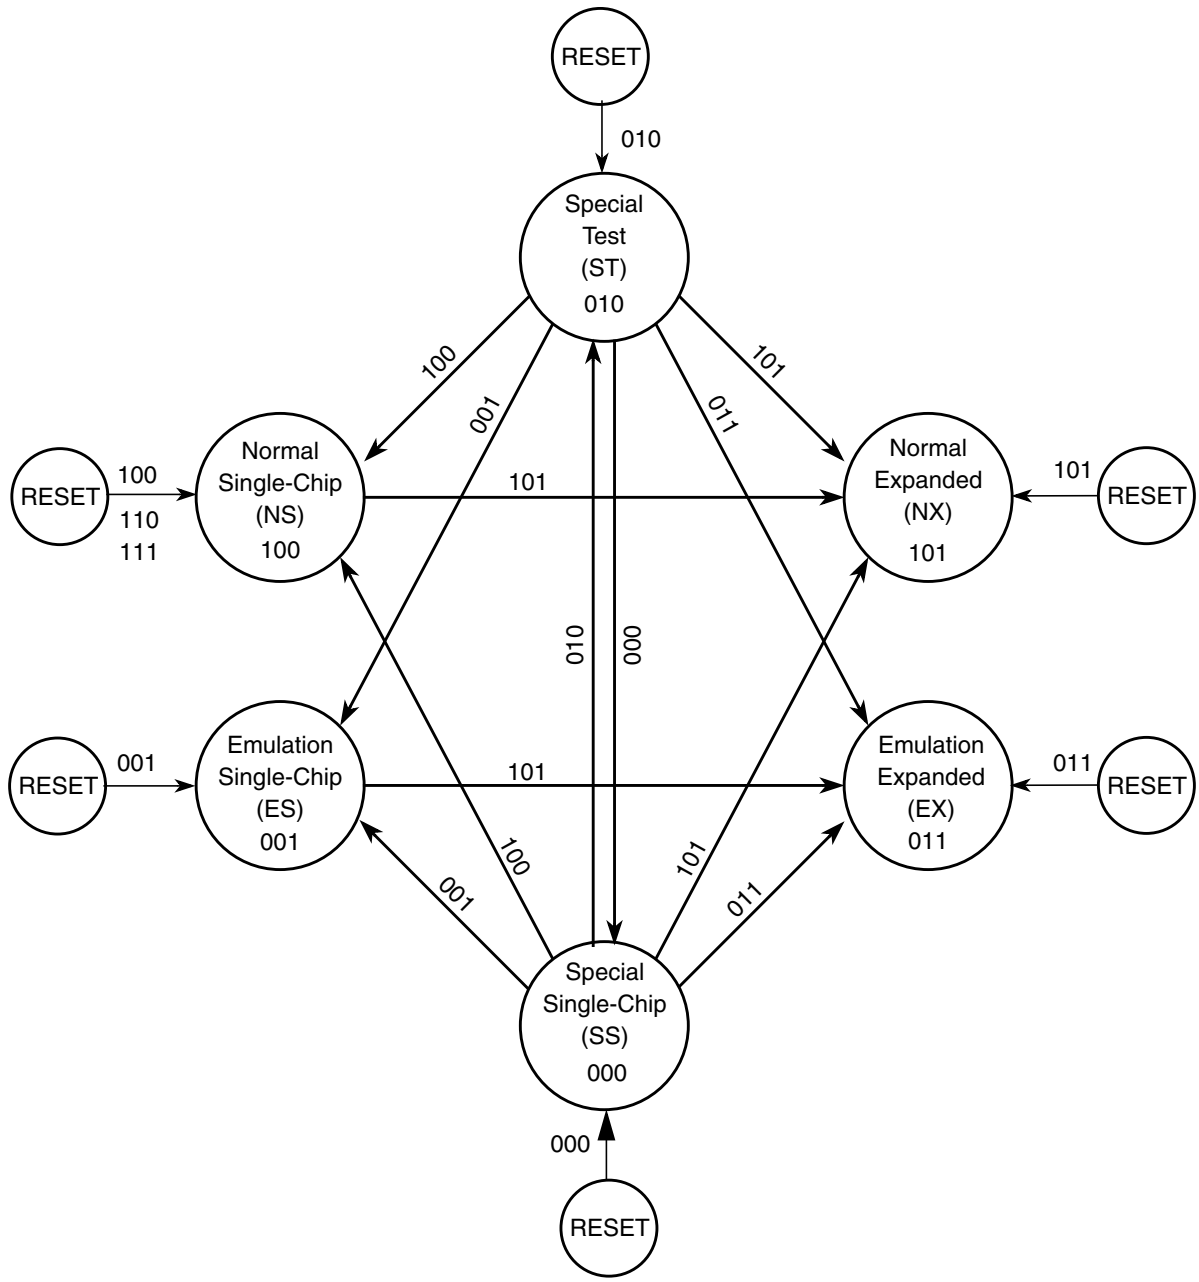 RESET
010
Special
Test
(ST)
010
100
101
001
011
Normal
Single-Chip
(NS)
100
Normal
Expanded
(NX)
101
RESET
100
110
111
101
101
RESET
010
000
Emulation
Single-Chip
(ES)
001
Emulation
Expanded
(EX)
011
RESET
001
101
011
RESET
100
101
001
011
Special
Single-Chip
(SS)
000
000
RESET